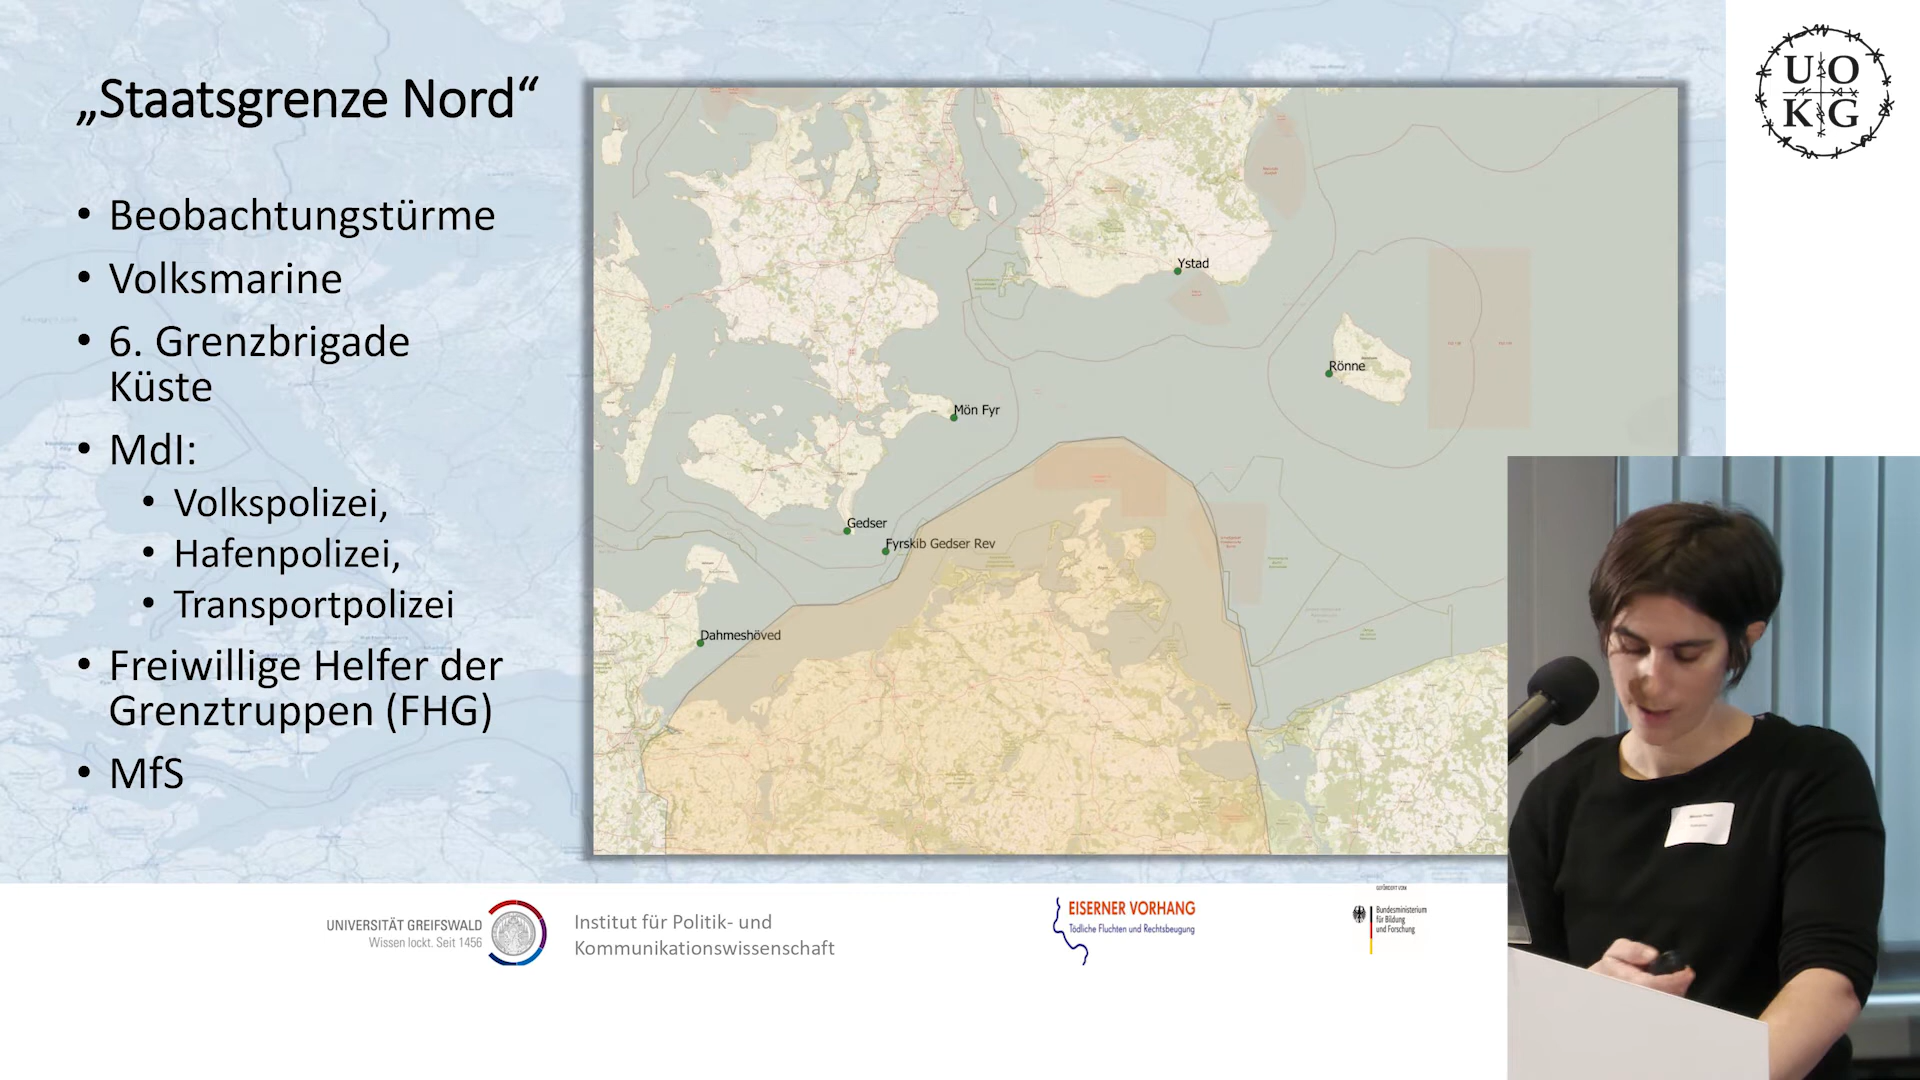 „Staatsgrenze Nord“
• Beobachtungstürme
• Volksmarine
• 6. Grenzbrigade
Küste
• MdI:
• Volkspolizei,
• Hafenpolizei,
• Transportpolizei
• Freiwillige Helfer der
Grenztruppen (FHG)
• MfS
Ystad
Rönne
Mön Fyr
Gedser
Fyrskib Gedser Rev
Dahmeshöved
U O
K G
UNIVERSITÄT GREIFSWALD
Wissen lockt. Seit 1456
Institut für Politik- und
Kommunikationswissenschaft
EISERNER VORHANG
Tödliche Fluchten und Rechtsbeugung
GEFÖRDERT VOM
Bundesministerium
für Bildung
und Forschung